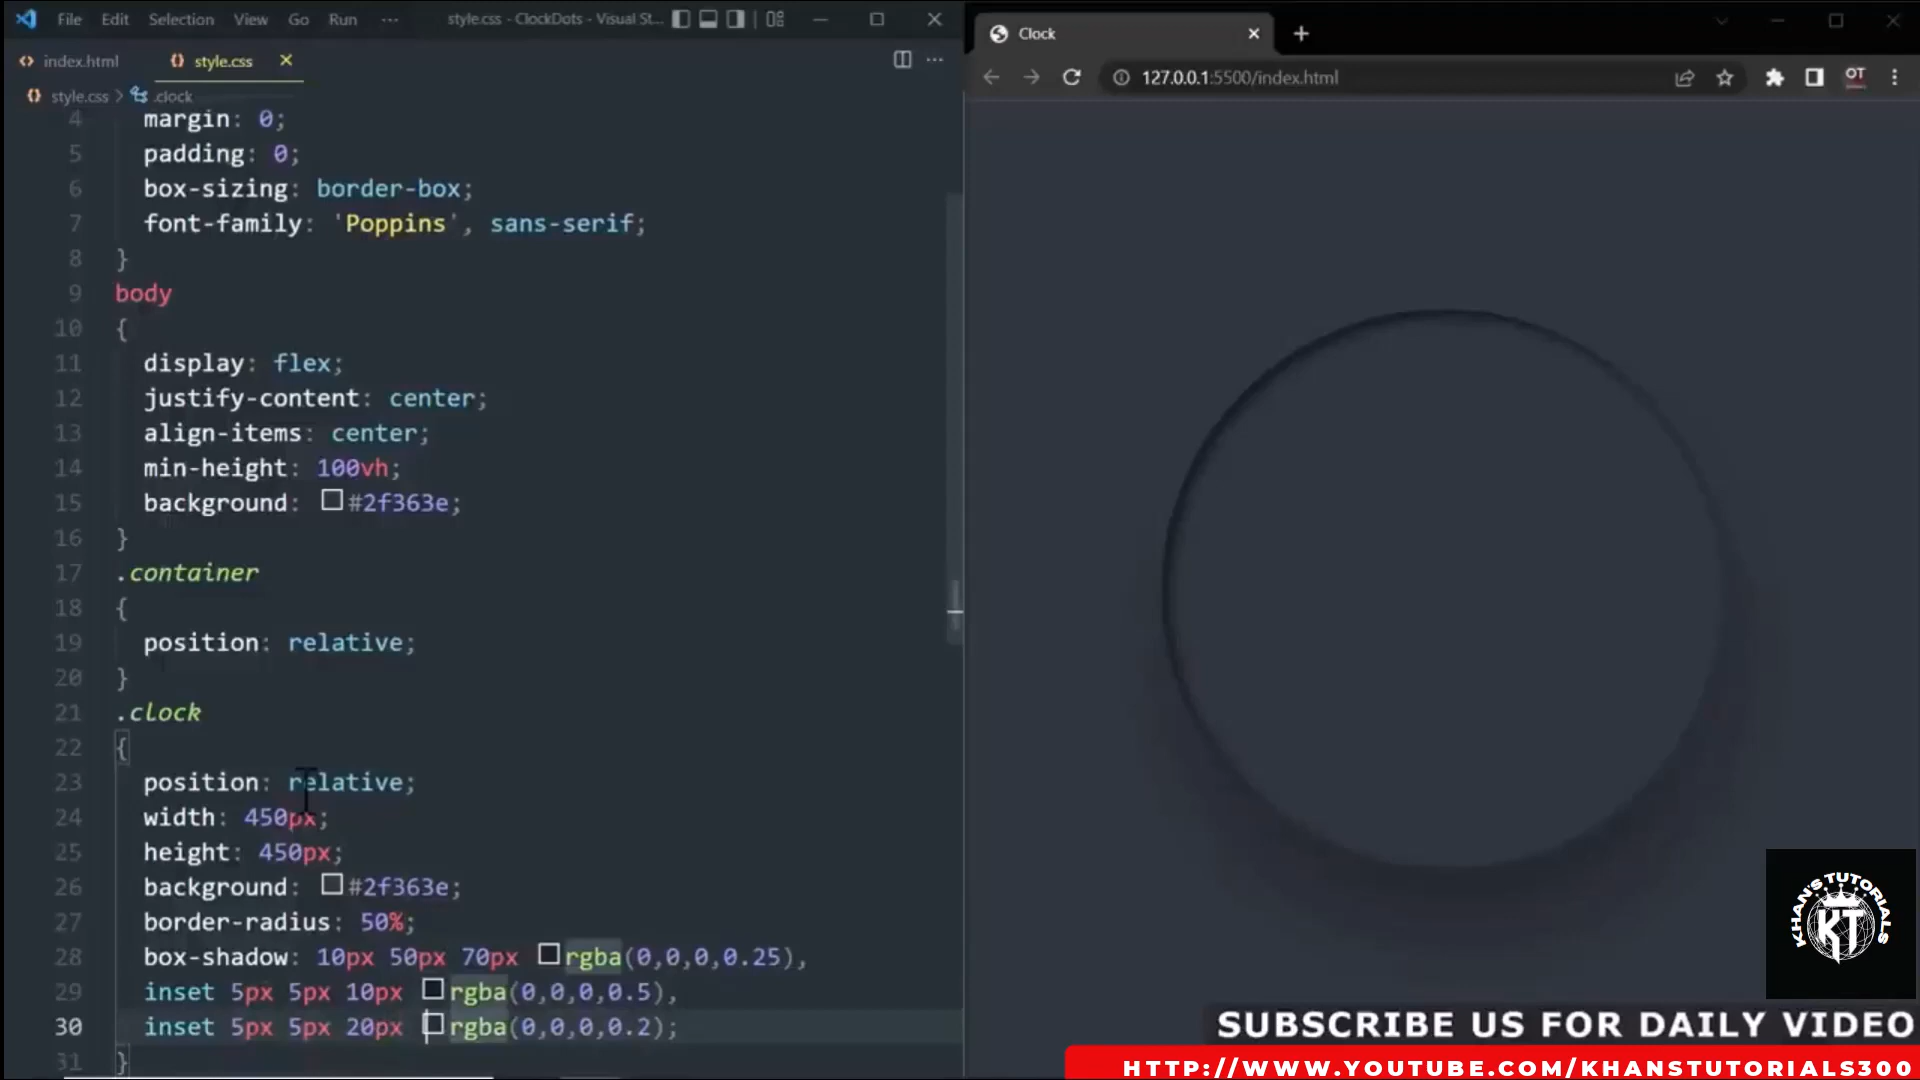 File Edit Selection View Go Run ··· style.css - ClockDots - Visual St...
index.html style.css
style.css > .clock
4 margin: 0;
5 padding: 0;
6 box-sizing: border-box;
7 font-family: 'Poppins', sans-serif;
8 }
9 body
10 {
11 display: flex;
12 justify-content: center;
13 align-items: center;
14 min-height: 100vh;
15 background: #2f363e;
16 }
17 .container
18 {
19 position: relative;
20 }
21 .clock
22 {
23 position: relative;
24 width: 450px;
25 height: 450px;
26 background: #2f363e;
27 border-radius: 50%;
28 box-shadow: 10px 50px 70px rgba(0,0,0,0.25),
29 inset 5px 5px 10px rgba(0,0,0,0.5),
30 inset 5px 5px 20px rgba(0,0,0,0.2);
31 }
Clock
127.0.0.1:5500/index.html
OT
KHAN'S TUTORIALS
KT
SUBSCRIBE US FOR DAILY VIDEO
HTTP://WWW.YOUTUBE.COM/KHANSTUTORIALS300